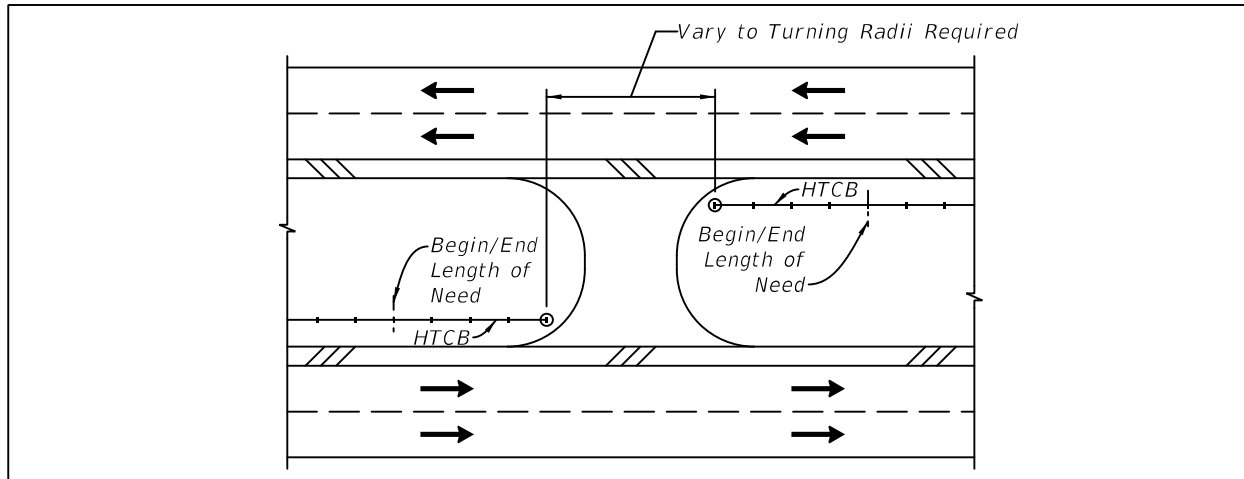 Vary to Turning Radii Required
HTCB
Begin/End
Length of
Need
Begin/End
Length of
Need
HTCB